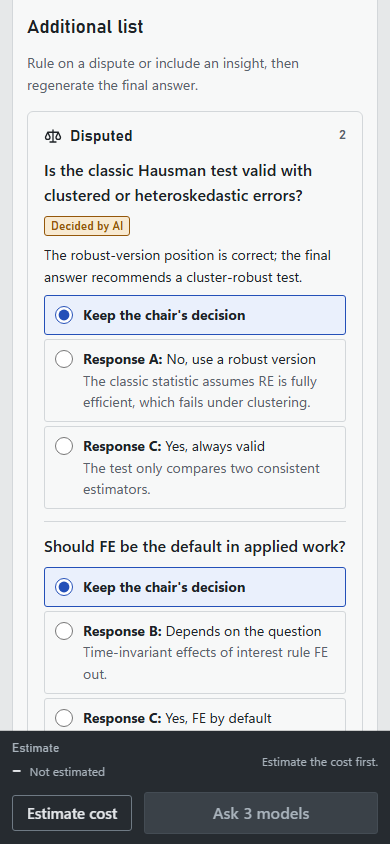 Additional list
Rule on a dispute or include an insight, then
regenerate the final answer.
Disputed 2
Is the classic Hausman test valid with
clustered or heteroskedastic errors?
Decided by AI
The robust-version position is correct; the final
answer recommends a cluster-robust test.
Keep the chair's decision
Response A: No, use a robust version
The classic statistic assumes RE is fully
efficient, which fails under clustering.
Response C: Yes, always valid
The test only compares two consistent
estimators.
Should FE be the default in applied work?
Keep the chair's decision
Response B: Depends on the question
Time-invariant effects of interest rule FE
out.
Response C: Yes, FE by default
Estimate
– Not estimated
Estimate the cost first.
Estimate cost
Ask 3 models